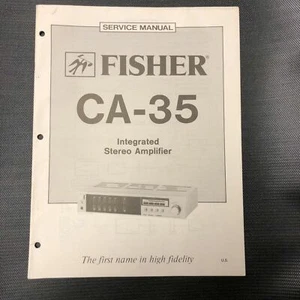 SERVICE MANUAL
FISHER
CA-35
Integrated
Stereo Amplifier
The first name in high fidelity